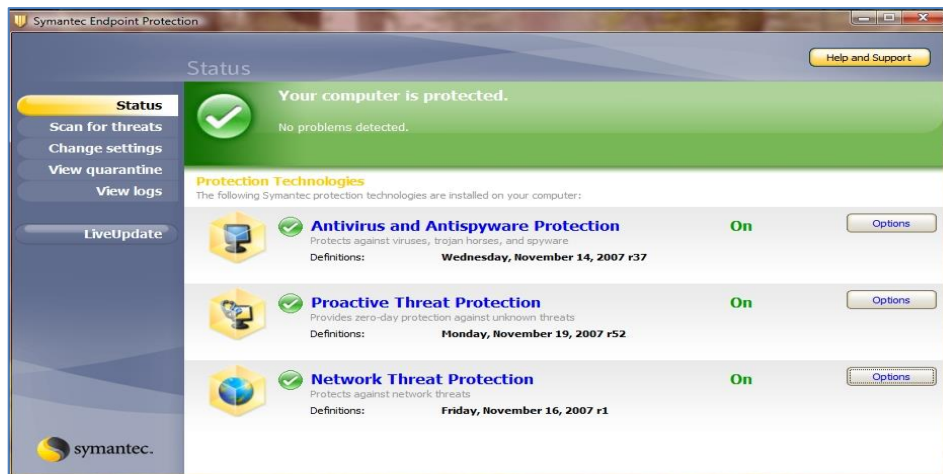 Symantec Endpoint Protection
Status
Help and Support
Status
Scan for threats
Change settings
View quarantine
View logs
LiveUpdate
symantec.
Your computer is protected.
No problems detected.
Protection Technologies
The following Symantec protection technologies are installed on your computer:
Antivirus and Antispyware Protection On Options
Protects against viruses, trojan horses, and spyware
Definitions: Wednesday, November 14, 2007 r37
Proactive Threat Protection On Options
Provides zero-day protection against unknown threats
Definitions: Monday, November 19, 2007 r52
Network Threat Protection On Options
Protects against network threats
Definitions: Friday, November 16, 2007 r1